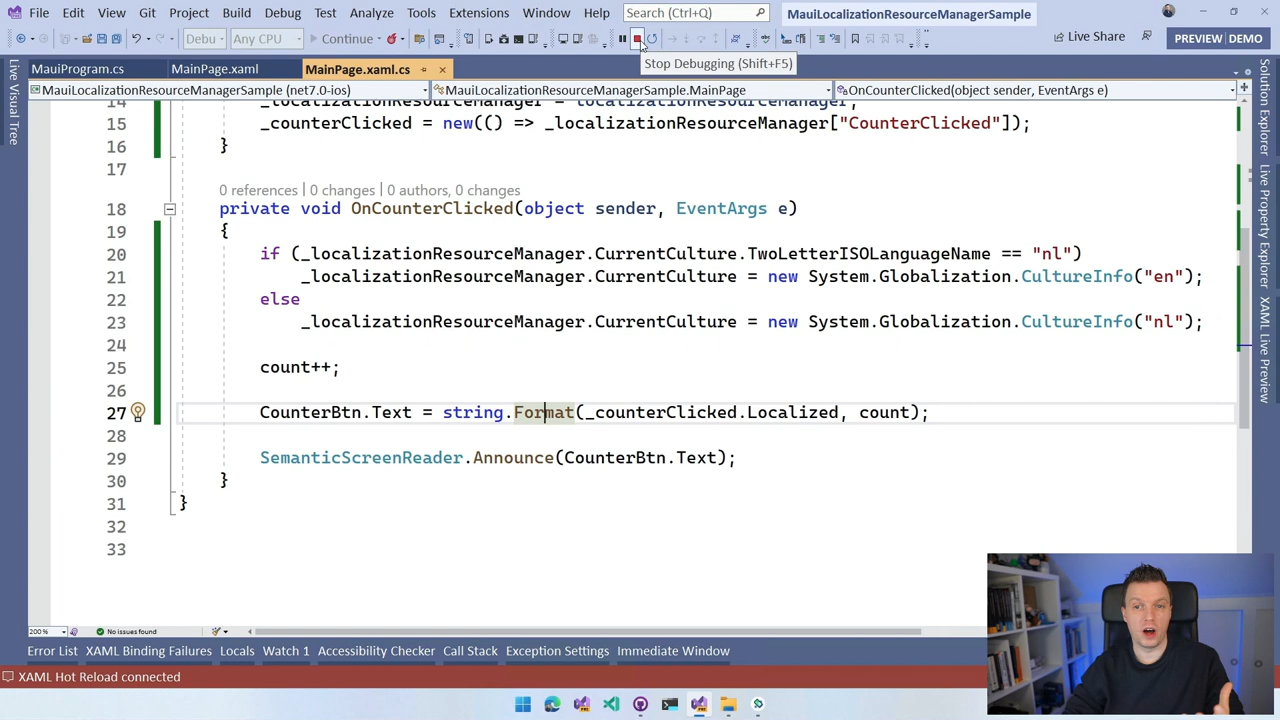 File Edit View Git Project Build Debug Test Analyze Tools Extensions Window Help Search (Ctrl+Q) MauiLocalizationResourceManagerSample
Debug Any CPU Continue Live Share PREVIEW DEMO
Stop Debugging (Shift+F5)
MauiProgram.cs MainPage.xaml MainPage.xaml.cs
MauiLocalizationResourceManagerSample (net7.0-ios) MauiLocalizationResourceManagerSample.MainPage OnCounterClicked(object sender, EventArgs e)
Live Visual Tree
14 _localizationResourceManager = localizationResourceManager;
15 _counterClicked = new(() => _localizationResourceManager["CounterClicked"]);
16 }
17
0 references | 0 changes | 0 authors, 0 changes
18 private void OnCounterClicked(object sender, EventArgs e)
19 {
20 if (_localizationResourceManager.CurrentCulture.TwoLetterISOLanguageName == "nl")
21 _localizationResourceManager.CurrentCulture = new System.Globalization.CultureInfo("en");
22 else
23 _localizationResourceManager.CurrentCulture = new System.Globalization.CultureInfo("nl");
24
25 count++;
26
27 CounterBtn.Text = string.Format(_counterClicked.Localized, count);
28
29 SemanticScreenReader.Announce(CounterBtn.Text);
30 }
31 }
32
33
Solution Explorer
Live Property Explorer
XAML Live Preview
200 % No issues found
Error List XAML Binding Failures Locals Watch 1 Accessibility Checker Call Stack Exception Settings Immediate Window
XAML Hot Reload connected